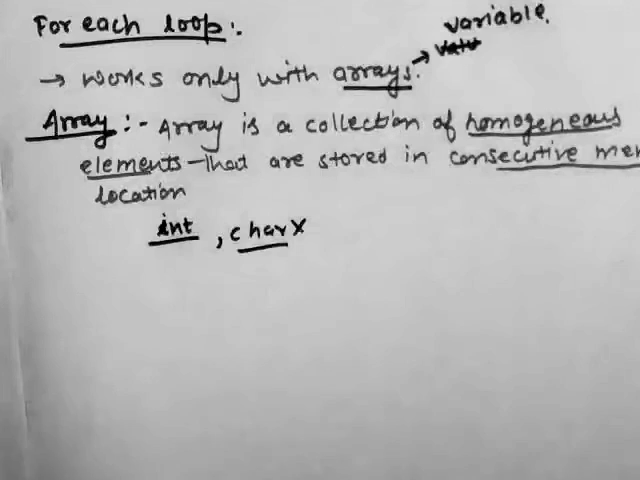 For each loop:
variable.
→ works only with arrays. →
Array :- Array is a collection of homogeneous
elements that are stored in consecutive mem
location
int , char X